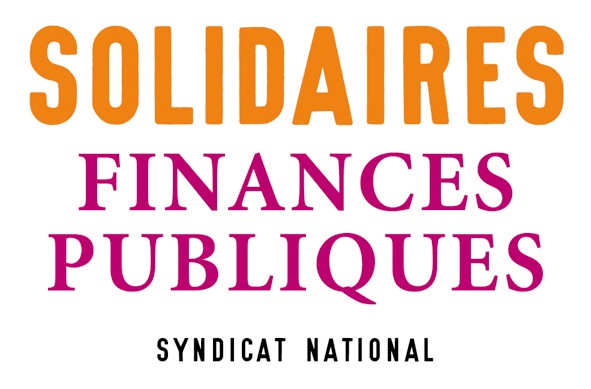 SOLIDAIRES
FINANCES
PUBLIQUES
SYNDICAT NATIONAL